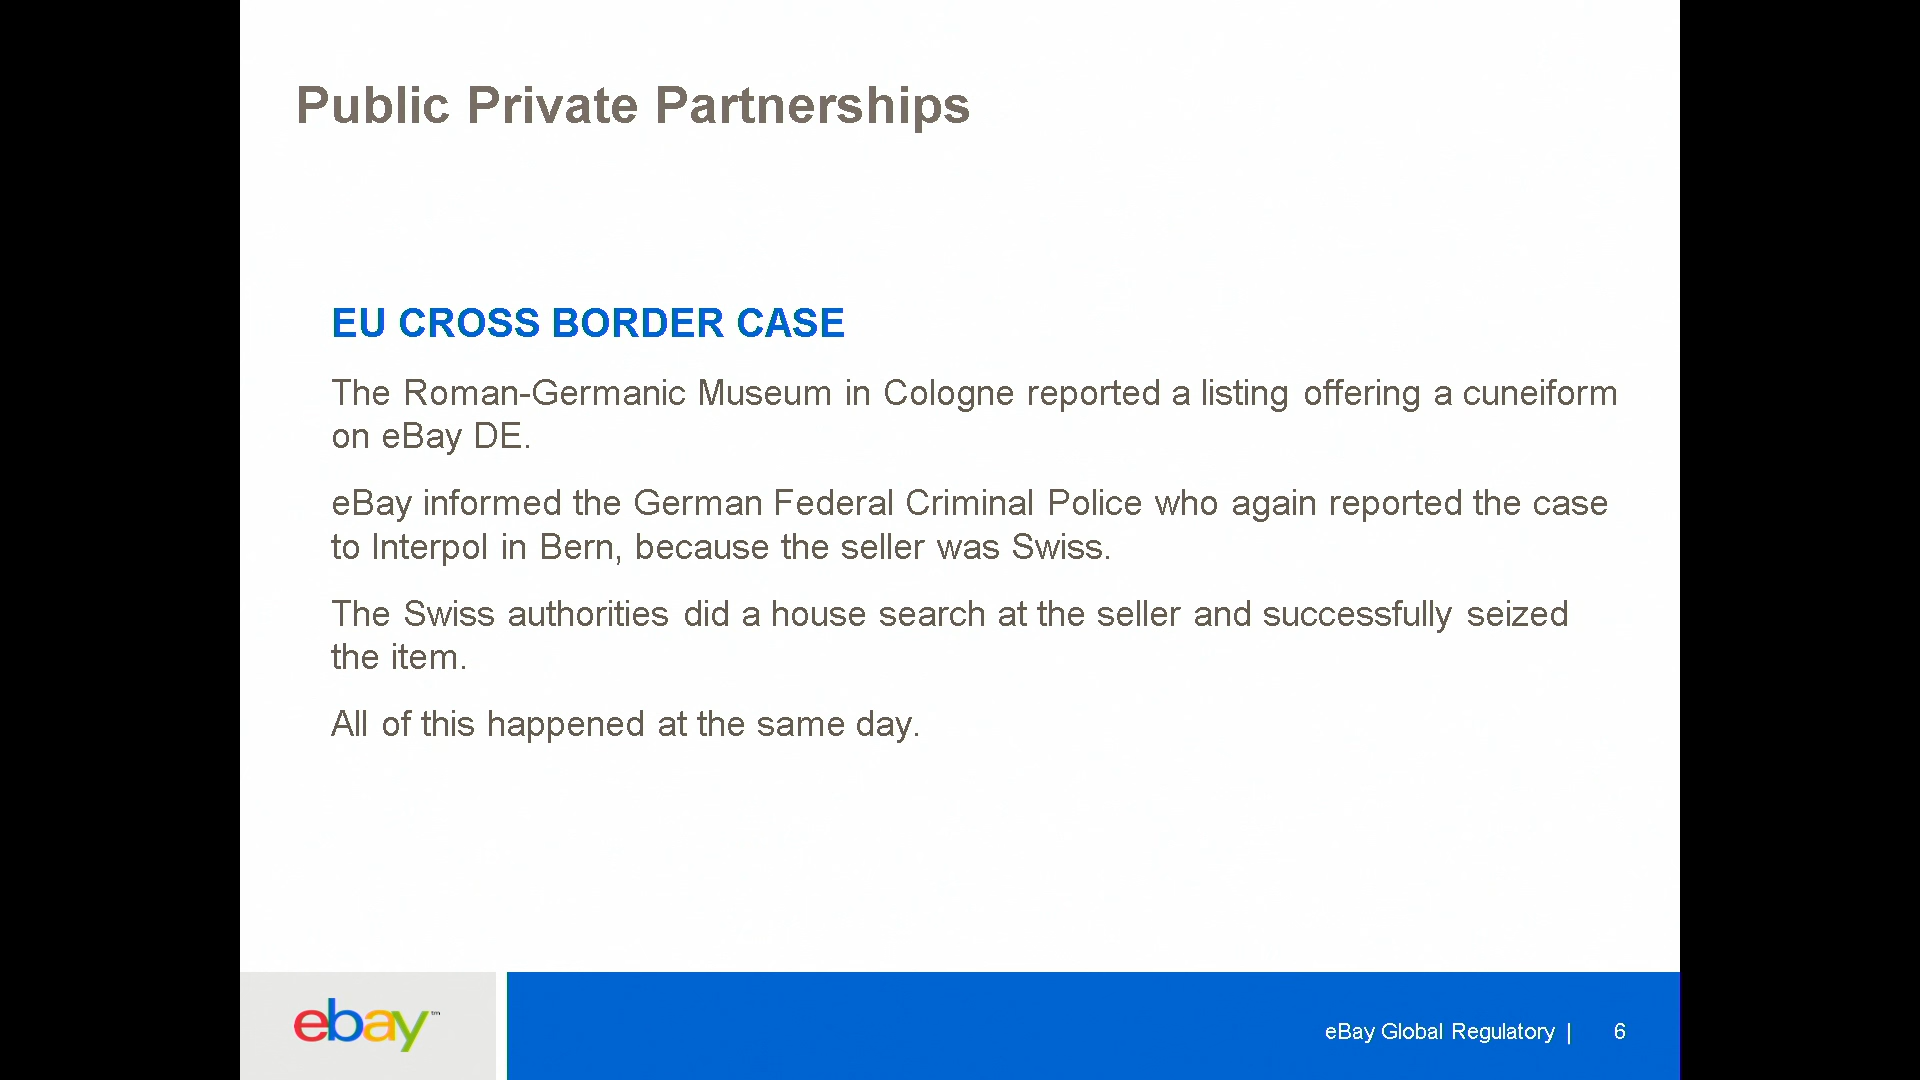 Public Private Partnerships
EU CROSS BORDER CASE
The Roman-Germanic Museum in Cologne reported a listing offering a cuneiform
on eBay DE.
eBay informed the German Federal Criminal Police who again reported the case
to Interpol in Bern, because the seller was Swiss.
The Swiss authorities did a house search at the seller and successfully seized
the item.
All of this happened at the same day.
ebay™
eBay Global Regulatory | 6